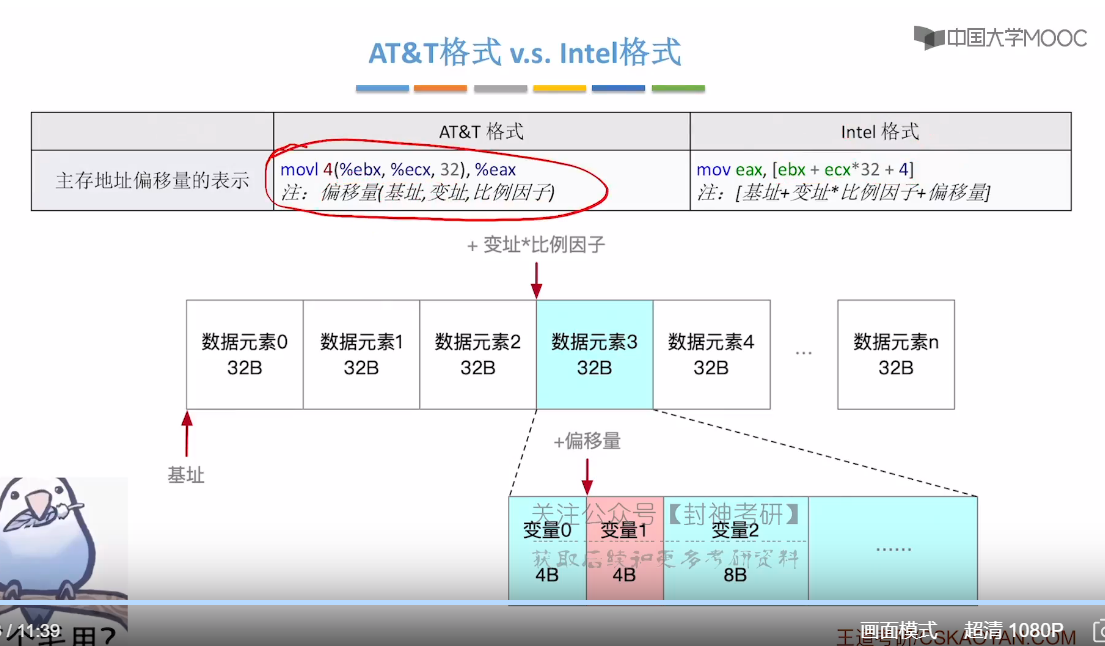 中国大学MOOC
AT&T格式 v.s. Intel格式
AT&T 格式
Intel 格式
主存地址偏移量的表示
movl 4(%ebx, %ecx, 32), %eax
注：偏移量(基址,变址,比例因子)
mov eax, [ebx + ecx*32 + 4]
注：[基址+变址*比例因子+偏移量]
+ 变址*比例因子
数据元素0
32B
数据元素1
32B
数据元素2
32B
数据元素3
32B
数据元素4
32B
...
数据元素n
32B
基址
+偏移量
关注公众号【封神考研】
变量0
4B
变量1
4B
变量2
8B
......
获取后续和更多考研资料
/ 11:39
画面模式
超清 1080P
王道考研/CSKAOYAN.COM
个
用?